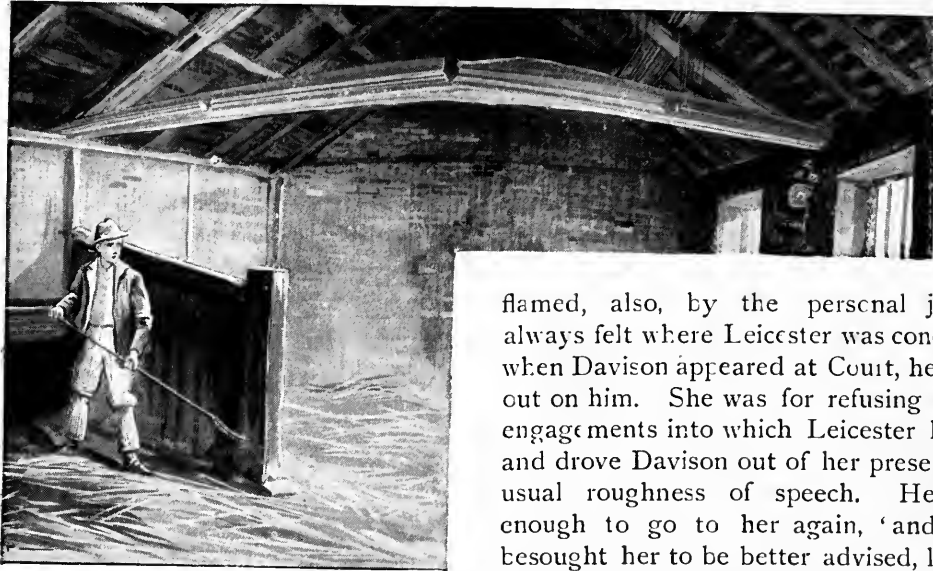 flamed, also, by the personal j
always felt where Leicester was con
when Davison appeared at Court, he
out on him. She was for refusing
engagements into which Leicester l
and drove Davison out of her prese
usual roughness of speech. He
enough to go to her again, ‘and
besought her to be better advised, l